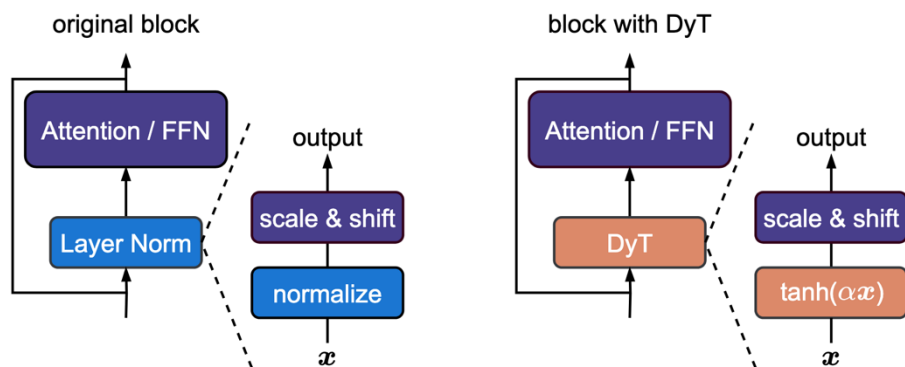 original block
Attention / FFN
Layer Norm
output
scale & shift
normalize
x
block with DyT
Attention / FFN
DyT
output
scale & shift
tanh(αx)
x